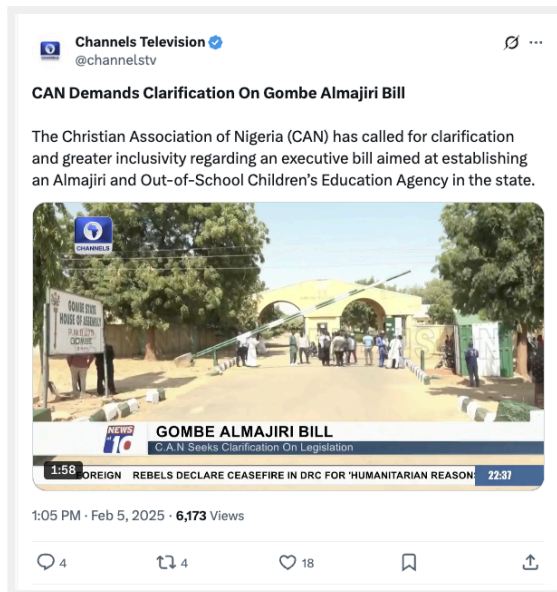 Channels Television
@channelstv
CAN Demands Clarification On Gombe Almajiri Bill
The Christian Association of Nigeria (CAN) has called for clarification
and greater inclusivity regarding an executive bill aimed at establishing
an Almajiri and Out-of-School Children's Education Agency in the state.
CHANNELS
GOMBE STATE
HOUSE OF ASSEMBLY
GOMBE
NEWS
at 10
GOMBE ALMAJIRI BILL
C.A.N Seeks Clarification On Legislation
1:58
FOREIGN REBELS DECLARE CEASEFIRE IN DRC FOR 'HUMANITARIAN REASON
22:37
1:05 PM · Feb 5, 2025 · 6,173 Views
4
4
18